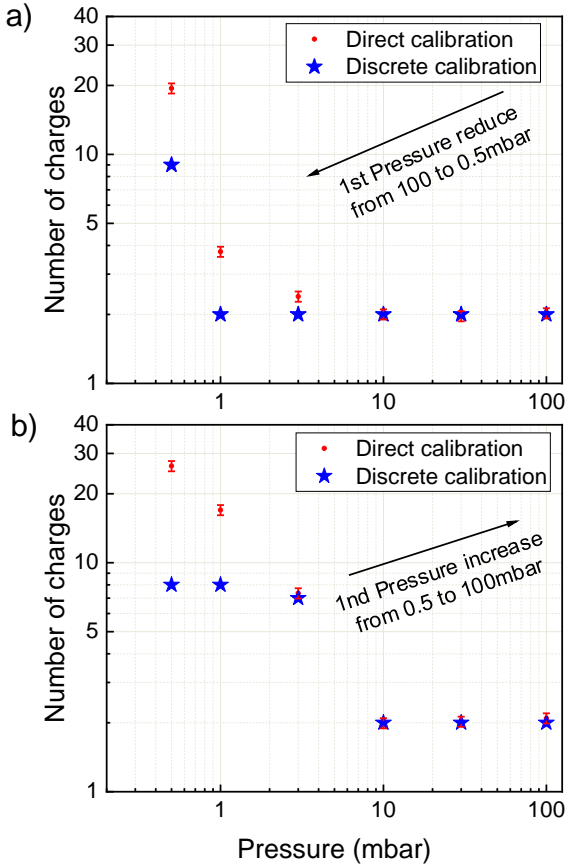 a)
40
20
10
5
1
Number of charges
Direct calibration
Discrete calibration
1st Pressure reduce
from 100 to 0.5mbar
1
10
100
b)
40
20
10
5
1
Number of charges
Direct calibration
Discrete calibration
1nd Pressure increase
from 0.5 to 100mbar
1
10
100
Pressure (mbar)